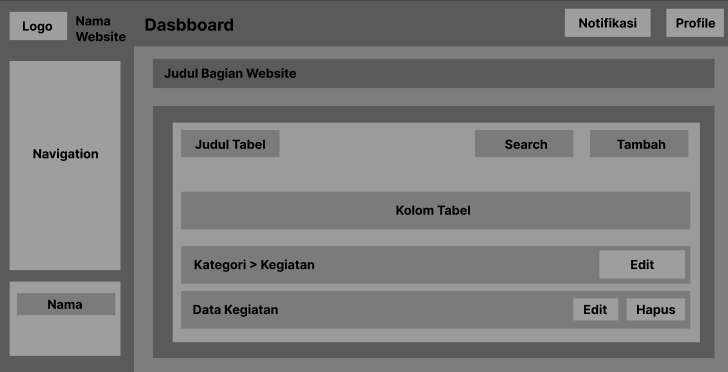 Logo
Nama
Website
Dasbboard
Notifikasi
Profile
Navigation
Nama
Judul Bagian Website
Judul Tabel
Search
Tambah
Kolom Tabel
Kategori > Kegiatan
Edit
Data Kegiatan
Edit
Hapus